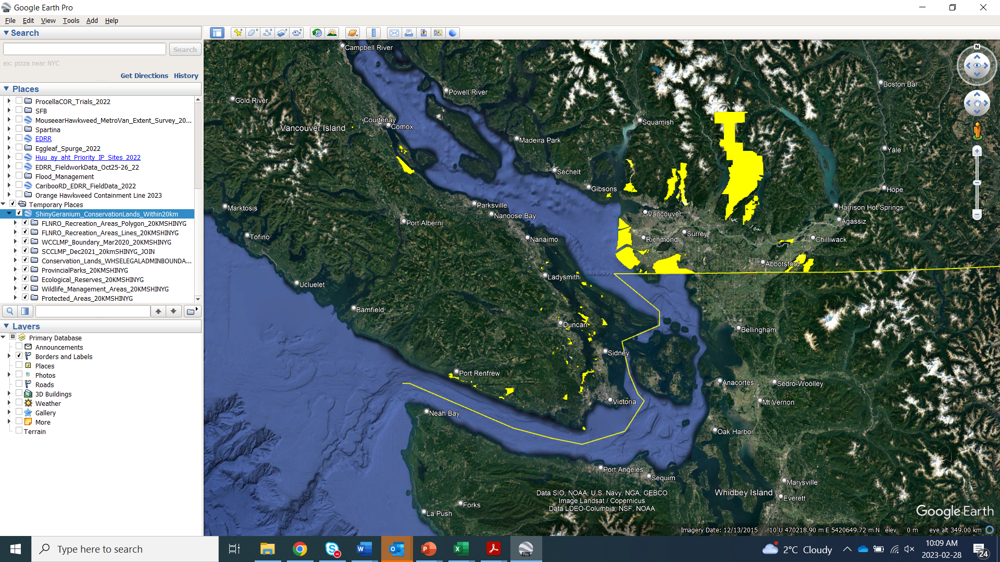 Google Earth Pro
File Edit View Tools Add Help
Search
Search
ex: pizza near NYC
Get Directions History
Places
ProcellaCOR_Trials_2022
SFB
MouseearHawkweed_MetroVan_Extent_Survey_20...
Spartina
EDRR
Eggleaf_Spurge_2022
Huu_ay_aht_Priority_IP_Sites_2022
EDRR_FieldworkData_Oct25-26_22
Flood_Management
CaribooRD_EDRR_FieldData_2022
Orange Hawkweed Containment Line 2023
Temporary Places
ShinyGeranium_ConservationLands_Within20km
FLNRO_Recreation_Areas_Polygon_20KMSHINYG
FLNRO_Recreation_Areas_Lines_20KMSHINYG
WCCLMP_Boundary_Mar2020_20KMSHINYG
SCCLMP_Dec2021_20kmSHINYG_JOIN
Conservation_Lands_WHSELEGALADMINBOUNDA...
ProvincialParks_20KMSHINYG
Ecological_Reserves_20KMSHINYG
Wildlife_Management_Areas_20KMSHINYG
Protected_Areas_20KMSHINYG
Layers
Primary Database
Announcements
Borders and Labels
Places
Photos
Roads
3D Buildings
Weather
Gallery
More
Terrain
N
Campbell River
Boston Bar
Powell River
Gold River
Courtenay
Squamish
Vancouver Island
Comox
Madeira Park
Yale
Sechelt
Gibsons
Hope
Parksville
Marktosis
Harrison Hot Springs
Nanoose Bay
Vancouver
Port Alberni
Agassiz
Surrey
Tofino
Nanaimo
Richmond
Chilliwack
Abbotsford
Ladysmith
Ucluelet
Bamfield
Duncan
Bellingham
Sidney
Port Renfrew
Anacortes
Sedro-Woolley
Victoria
Mt Vernon
Neah Bay
Oak Harbor
Port Angeles
Sequim
Marysville
Whidbey Island
Everett
Forks
La Push
Data SIO, NOAA, U.S. Navy, NGA, GEBCO
Image Landsat / Copernicus
Data LDEO-Columbia, NSF, NOAA
Google Earth
Imagery Date: 12/13/2015 10 U 470218.90 m E 5420649.72 m N elev 0 m eye alt 349.00 km
Type here to search
W
O
P
X
Pro
2°C Cloudy
10:09 AM
2023-02-28
24